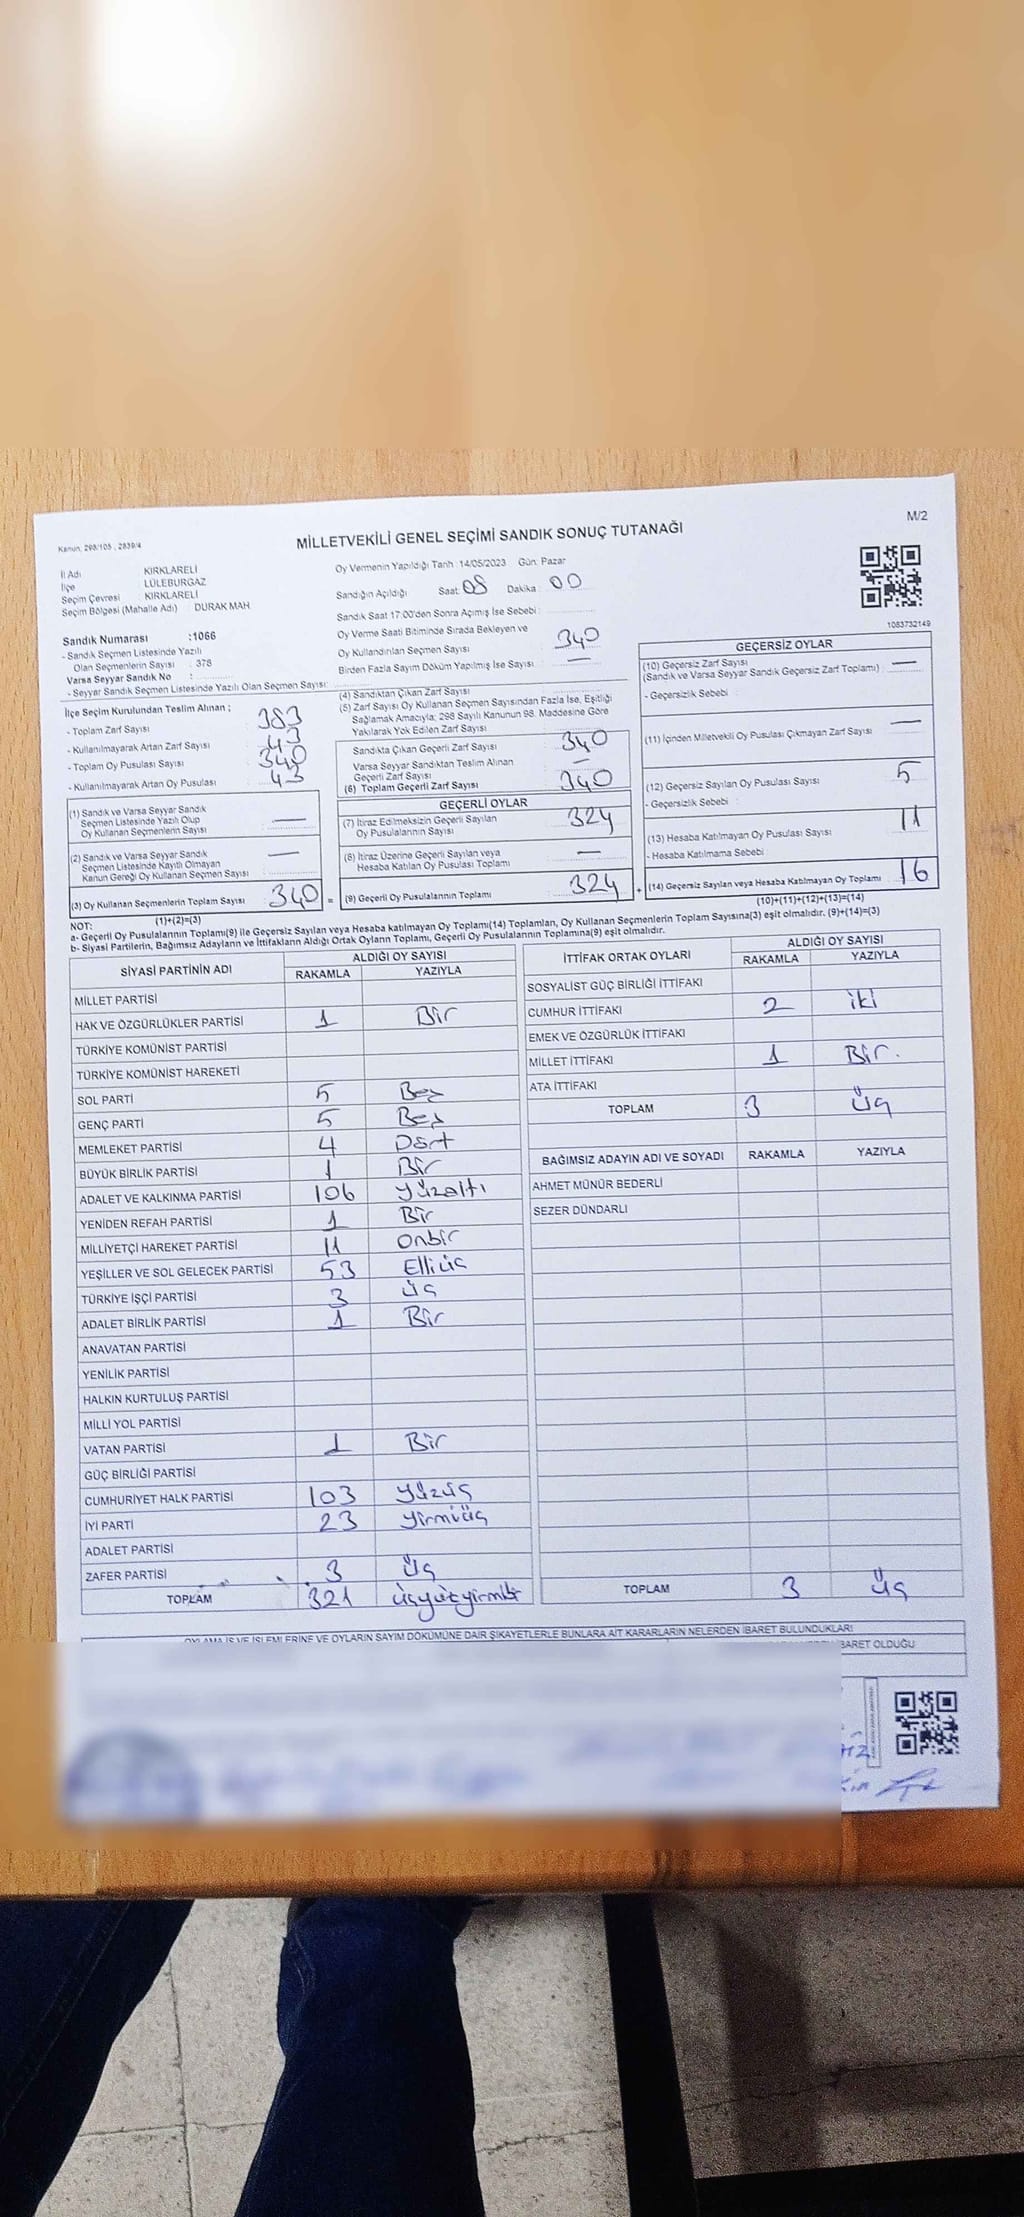 Kanun: 298/105 , 2839/4
MİLLETVEKİLİ GENEL SEÇİMİ SANDIK SONUÇ TUTANAĞI
M/2
İl Adı KIRKLARELİ
İlçe LÜLEBURGAZ
Seçim Çevresi KIRKLARELİ
Seçim Bölgesi (Mahalle Adı) : DURAK MAH
Sandık Numarası :1066
- Sandık Seçmen Listesinde Yazılı
Olan Seçmenlerin Sayısı : 378
Varsa Seyyar Sandık No :
- Seyyar Sandık Seçmen Listesinde Yazılı Olan Seçmen Sayısı:
Oy Vermenin Yapıldığı Tarih :14/05/2023 Gün: Pazar
Sandığın Açıldığı Saat: 08 Dakika : 00
Sandık Saat 17:00'den Sonra Açımış İse Sebebi :
Oy Verme Saati Bitiminde Sırada Bekleyen ve
Oy Kullandırılan Seçmen Sayısı 340
Birden Fazla Sayım Döküm Yapılmış İse Sayısı : —
1083732149
İlçe Seçim Kurulundan Teslim Alınan ;
- Toplam Zarf Sayısı 383
- Kullanılmayarak Artan Zarf Sayısı 43
- Toplam Oy Pusulası Sayısı 340
- Kullanılmayarak Artan Oy Pusulası 43
(1) Sandık ve Varsa Seyyar Sandık
Seçmen Listesinde Yazılı Olup
Oy Kullanan Seçmenlerin Sayısı : —
(2) Sandık ve Varsa Seyyar Sandık
Seçmen Listesinde Kayıtlı Olmayan
Kanun Gereği Oy Kullanan Seçmen Sayısı : —
(3) Oy Kullanan Seçmenlerin Toplam Sayısı 340 =
(1)+(2)=(3)
(4) Sandıktan Çıkan Zarf Sayısı
(5) Zarf Sayısı Oy Kullanan Seçmen Sayısından Fazla İse, Eşitliği
Sağlamak Amacıyla; 298 Sayılı Kanunun 98. Maddesine Göre
Yakılarak Yok Edilen Zarf Sayısı
Sandıkta Çıkan Geçerli Zarf Sayısı 340
Varsa Seyyar Sandıktan Teslim Alınan
Geçerli Zarf Sayısı —
(6) Toplam Geçerli Zarf Sayısı 340
GEÇERLİ OYLAR
(7) İtiraz Edilmeksizin Geçerli Sayılan
Oy Pusulalarının Sayısı 324
(8) İtiraz Üzerine Geçerli Sayılan veya
Hesaba Katılan Oy Pusulası Toplamı —
(9) Geçerli Oy Pusulalarının Toplamı 324 +
GEÇERSİZ OYLAR
(10) Geçersiz Zarf Sayısı
(Sandık ve Varsa Seyyar Sandık Geçersiz Zarf Toplamı) : —
- Geçersizlik Sebebi :
(11) İçinden Milletvekili Oy Pusulası Çıkmayan Zarf Sayısı : —
(12) Geçersiz Sayılan Oy Pusulası Sayısı : 5
- Geçersizlik Sebebi :
(13) Hesaba Katılmayan Oy Pusulası Sayısı : 11
- Hesaba Katılmama Sebebi
(14) Geçersiz Sayılan veya Hesaba Katılmayan Oy Toplamı 16
(10)+(11)+(12)+(13)=(14)
NOT:
a- Geçerli Oy Pusulalarının Toplamı(9) ile Geçersiz Sayılan veya Hesaba katılmayan Oy Toplamı(14) Toplamları, Oy Kullanan Seçmenlerin Toplam Sayısına(3) eşit olmalıdır. (9)+(14)=(3)
b- Siyasi Partilerin, Bağımsız Adayların ve İttifakların Aldığı Ortak Oyların Toplamı, Geçerli Oy Pusulalarının Toplamına(9) eşit olmalıdır.
SİYASİ PARTİNİN ADI ALDIĞI OY SAYISI
RAKAMLA YAZIYLA
MİLLET PARTİSİ
HAK VE ÖZGÜRLÜKLER PARTİSİ 1 Bir
TÜRKİYE KOMÜNİST PARTİSİ
TÜRKİYE KOMÜNİST HAREKETİ
SOL PARTİ 5 Beş
GENÇ PARTİ 5 Beş
MEMLEKET PARTİSİ 4 Dört
BÜYÜK BİRLİK PARTİSİ 1 Bir
ADALET VE KALKINMA PARTİSİ 106 yüzaltı
YENİDEN REFAH PARTİSİ 1 Bir
MİLLİYETÇİ HAREKET PARTİSİ 11 onbir
YEŞİLLER VE SOL GELECEK PARTİSİ 53 Elliüç
TÜRKİYE İŞÇİ PARTİSİ 3 üç
ADALET BİRLİK PARTİSİ 1 Bir
ANAVATAN PARTİSİ
YENİLİK PARTİSİ
HALKIN KURTULUŞ PARTİSİ
MİLLİ YOL PARTİSİ
VATAN PARTİSİ 1 Bir
GÜÇ BİRLİĞİ PARTİSİ
CUMHURİYET HALK PARTİSİ 103 yüzüç
İYİ PARTİ 23 yirmiüç
ADALET PARTİSİ
ZAFER PARTİSİ 3 üç
TOPLAM 321 üçyüzyirmibir
İTTİFAK ORTAK OYLARI ALDIĞI OY SAYISI
RAKAMLA YAZIYLA
SOSYALİST GÜÇ BİRLİĞİ İTTİFAKI
CUMHUR İTTİFAKI 2 iki
EMEK VE ÖZGÜRLÜK İTTİFAKI
MİLLET İTTİFAKI 1 Bir.
ATA İTTİFAKI
TOPLAM 3 üç
BAĞIMSIZ ADAYIN ADI VE SOYADI RAKAMLA YAZIYLA
AHMET MÜNÜR BEDERLİ
SEZER DÜNDARLI
TOPLAM 3 üç
OYLAMA İŞ VE İŞLEMLERİNE VE OYLARIN SAYIM DÖKÜMÜNE DAİR ŞİKAYETLERLE BUNLARA AİT KARARLARIN NELERDEN İBARET BULUNDUKLARI
BARET OLDUĞU